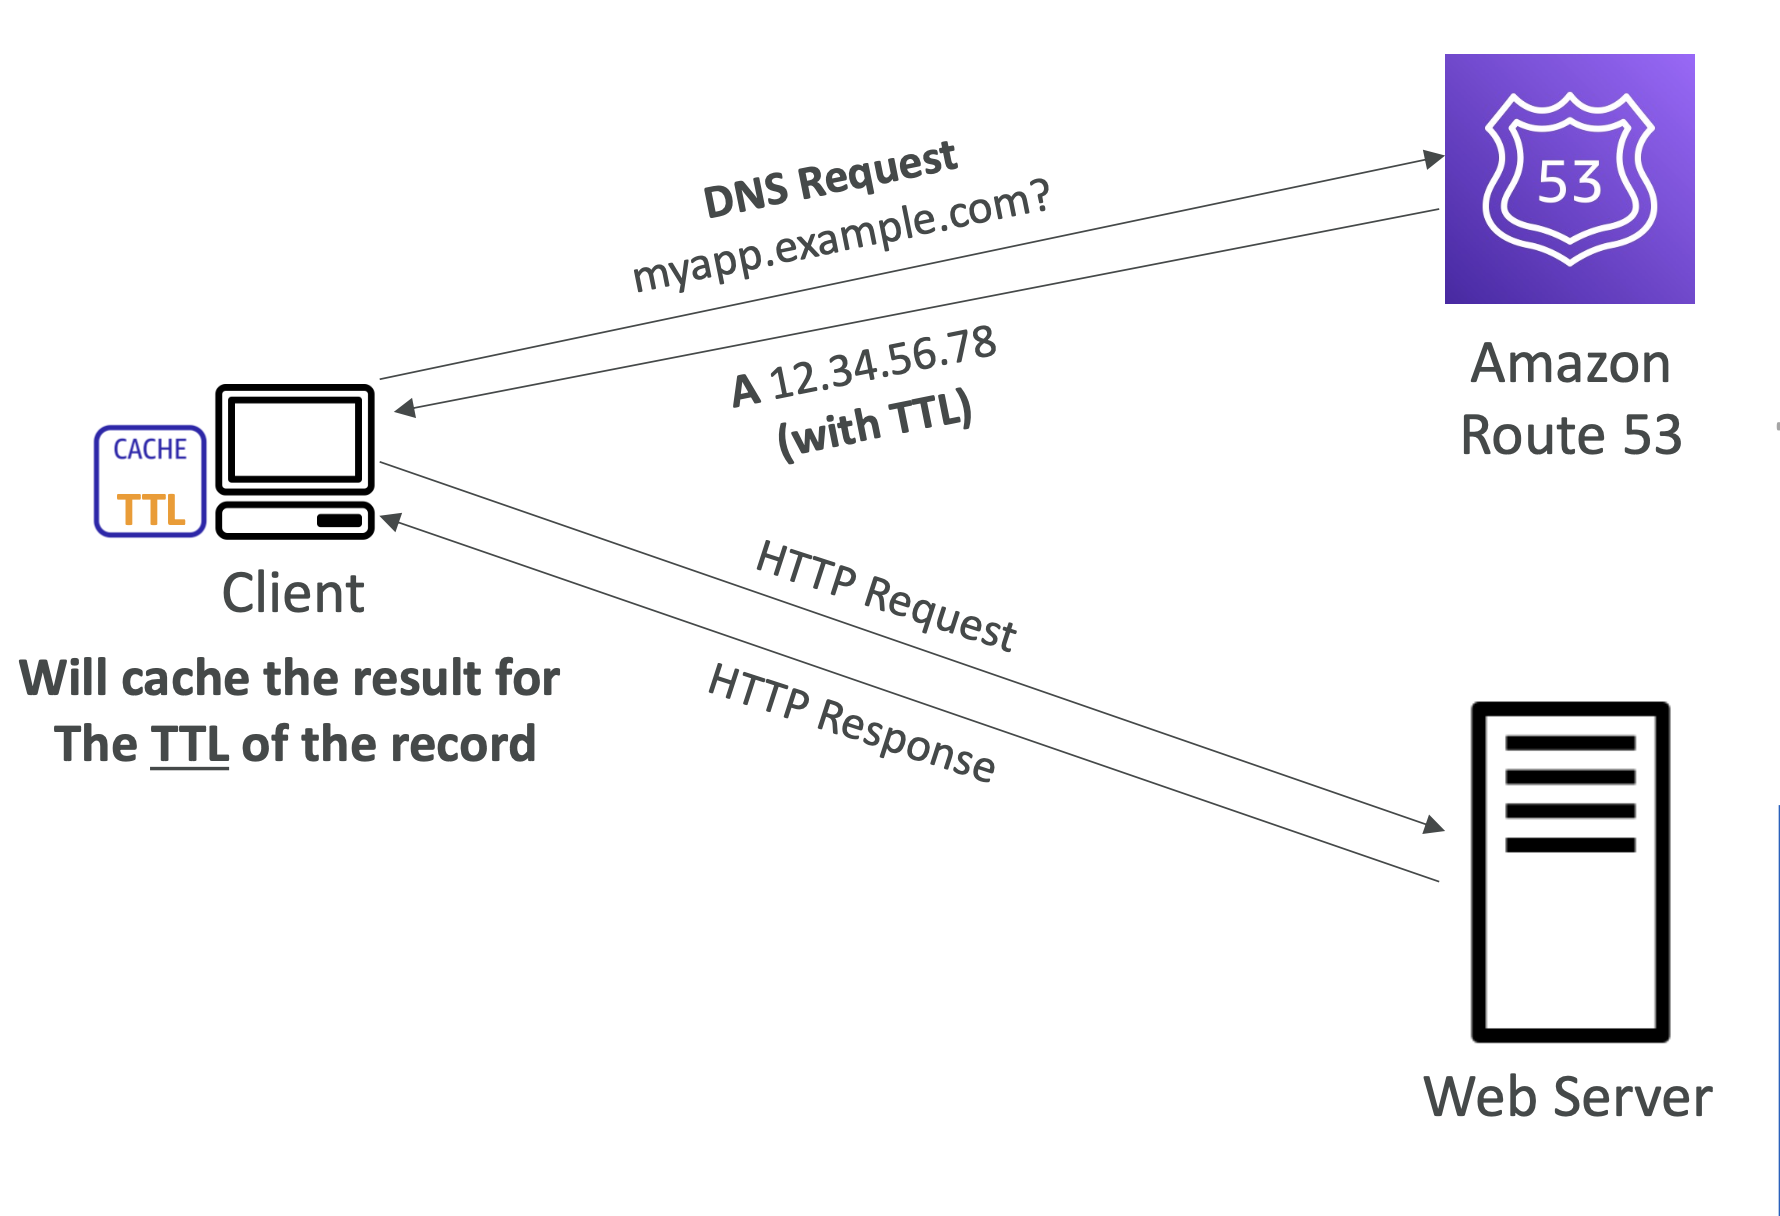 DNS Request
myapp.example.com?
53
A 12.34.56.78
(with TTL)
Amazon
Route 53
CACHE
TTL
Client
Will cache the result for
The TTL of the record
HTTP Request
HTTP Response
Web Server